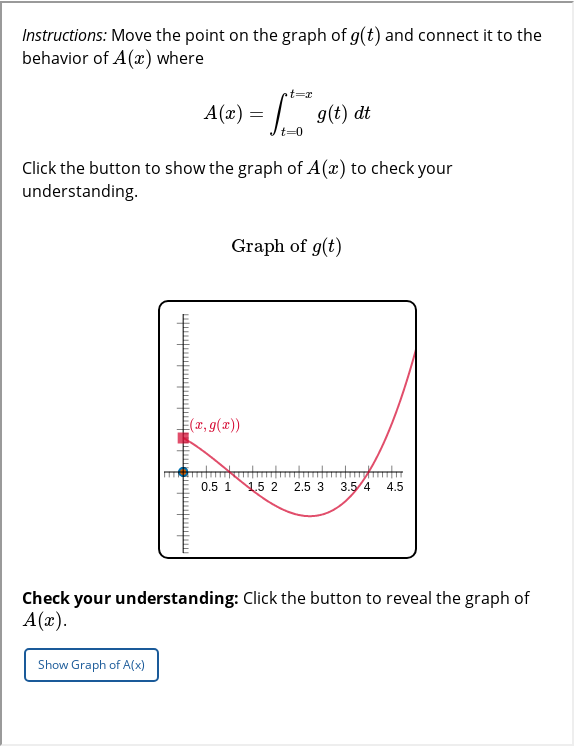 Instructions: Move the point on the graph of g(t) and connect it to the
behavior of A(x) where
A(x) = ∫_{t=0}^{t=x} g(t) dt
Click the button to show the graph of A(x) to check your
understanding.
Graph of g(t)
(x, g(x))
0.5 1 1.5 2 2.5 3 3.5 4 4.5
Check your understanding: Click the button to reveal the graph of
A(x).
Show Graph of A(x)